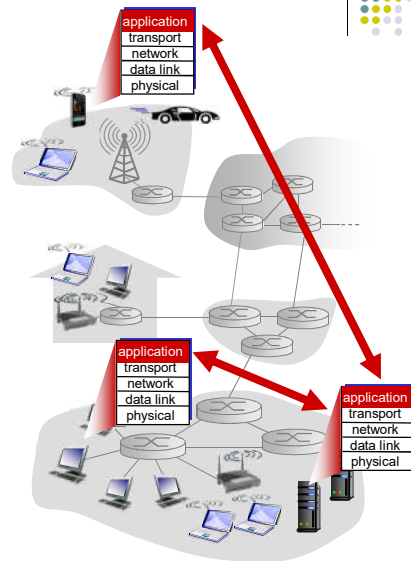 application
transport
network
data link
physical
application
transport
network
data link
physical
application
transport
network
data link
physical